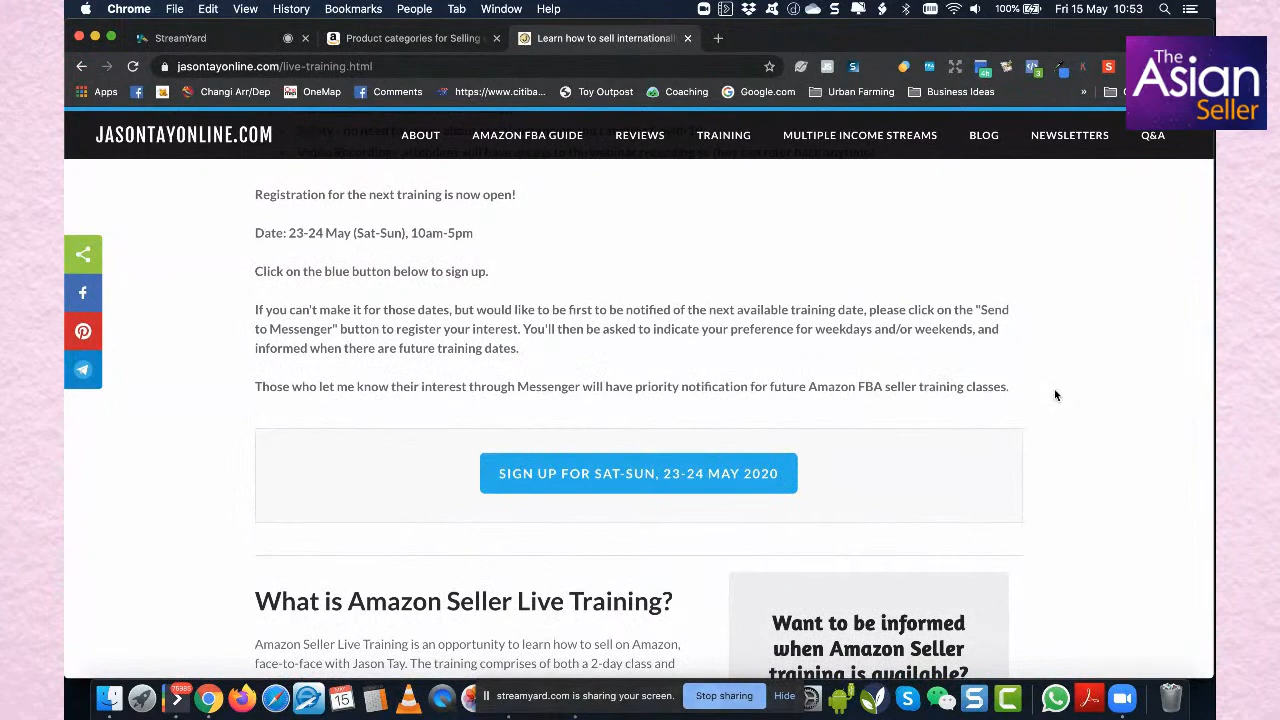 Chrome File Edit View History Bookmarks People Tab Window Help 100% Fri 15 May 10:53
StreamYard Product categories for Selling Learn how to sell international
jasontayonline.com/live-training.html
The
Asian
Seller
Apps Changi Arr/Dep OneMap Comments https://www.citiba... Toy Outpost Coaching Google.com Urban Farming Business Ideas »
JASONTAYONLINE.COM ABOUT AMAZON FBA GUIDE REVIEWS TRAINING MULTIPLE INCOME STREAMS BLOG NEWSLETTERS Q&A
Registration for the next training is now open!
Date: 23-24 May (Sat-Sun), 10am-5pm
Click on the blue button below to sign up.
If you can't make it for those dates, but would like to be first to be notified of the next available training date, please click on the "Send
to Messenger" button to register your interest. You'll then be asked to indicate your preference for weekdays and/or weekends, and
informed when there are future training dates.
Those who let me know their interest through Messenger will have priority notification for future Amazon FBA seller training classes.
SIGN UP FOR SAT-SUN, 23-24 MAY 2020
What is Amazon Seller Live Training?
Amazon Seller Live Training is an opportunity to learn how to sell on Amazon,
face-to-face with Jason Tay. The training comprises of both a 2-day class and
Want to be informed
when Amazon Seller
training is available?
streamyard.com is sharing your screen. Stop sharing Hide